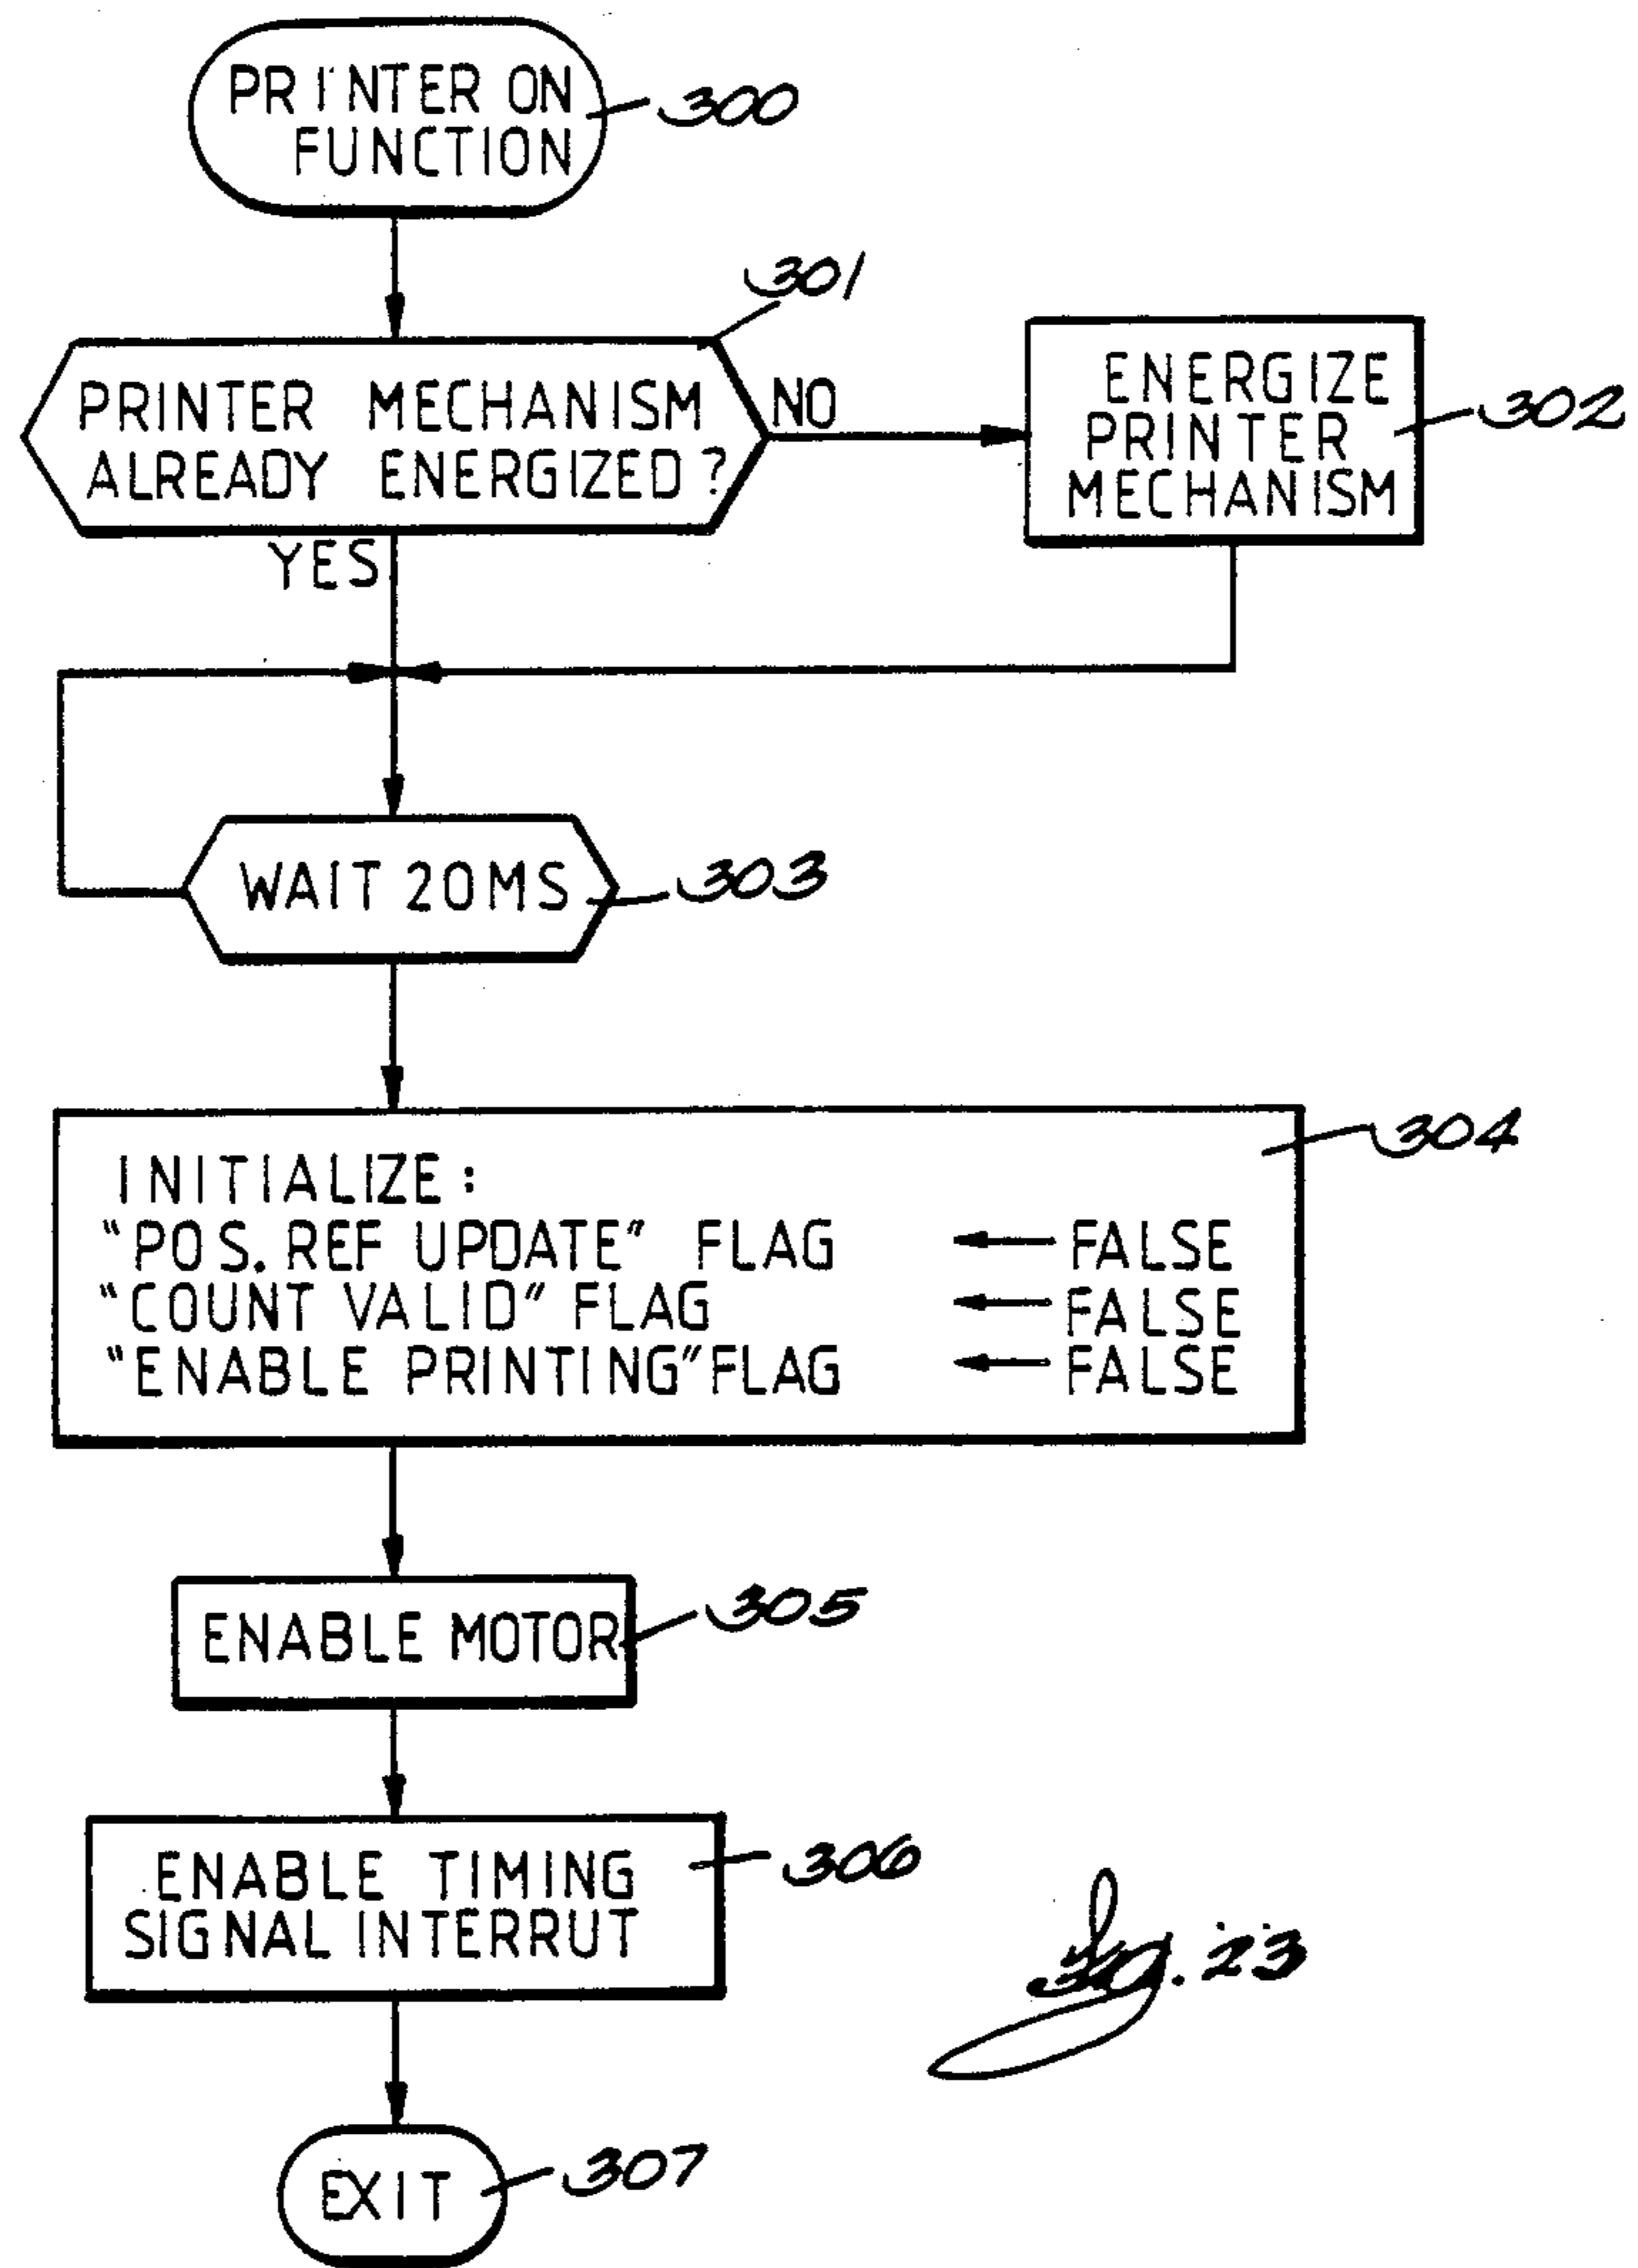 PRINTER ON
FUNCTION
300
301
PRINTER MECHANISM
ALREADY ENERGIZED?
NO
YES
ENERGIZE
PRINTER
MECHANISM
302
WAIT 20MS
303
304
INITIALIZE:
"POS. REF UPDATE" FLAG ← FALSE
"COUNT VALID" FLAG ← FALSE
"ENABLE PRINTING" FLAG ← FALSE
ENABLE MOTOR
305
ENABLE TIMING
SIGNAL INTERRUT
306
EXIT
307
Fig. 23